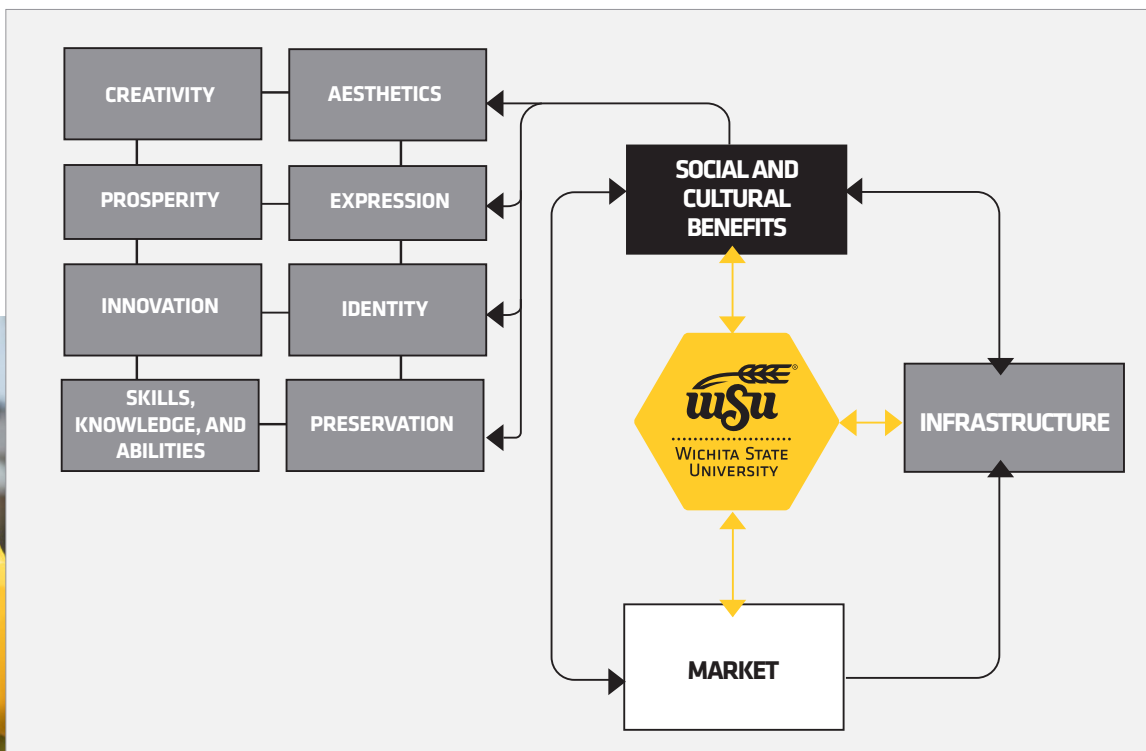 CREATIVITY
AESTHETICS
PROSPERITY
EXPRESSION
INNOVATION
IDENTITY
SKILLS,
KNOWLEDGE, AND
ABILITIES
PRESERVATION
SOCIAL AND
CULTURAL
BENEFITS
wsu®
WICHITA STATE
UNIVERSITY
INFRASTRUCTURE
MARKET